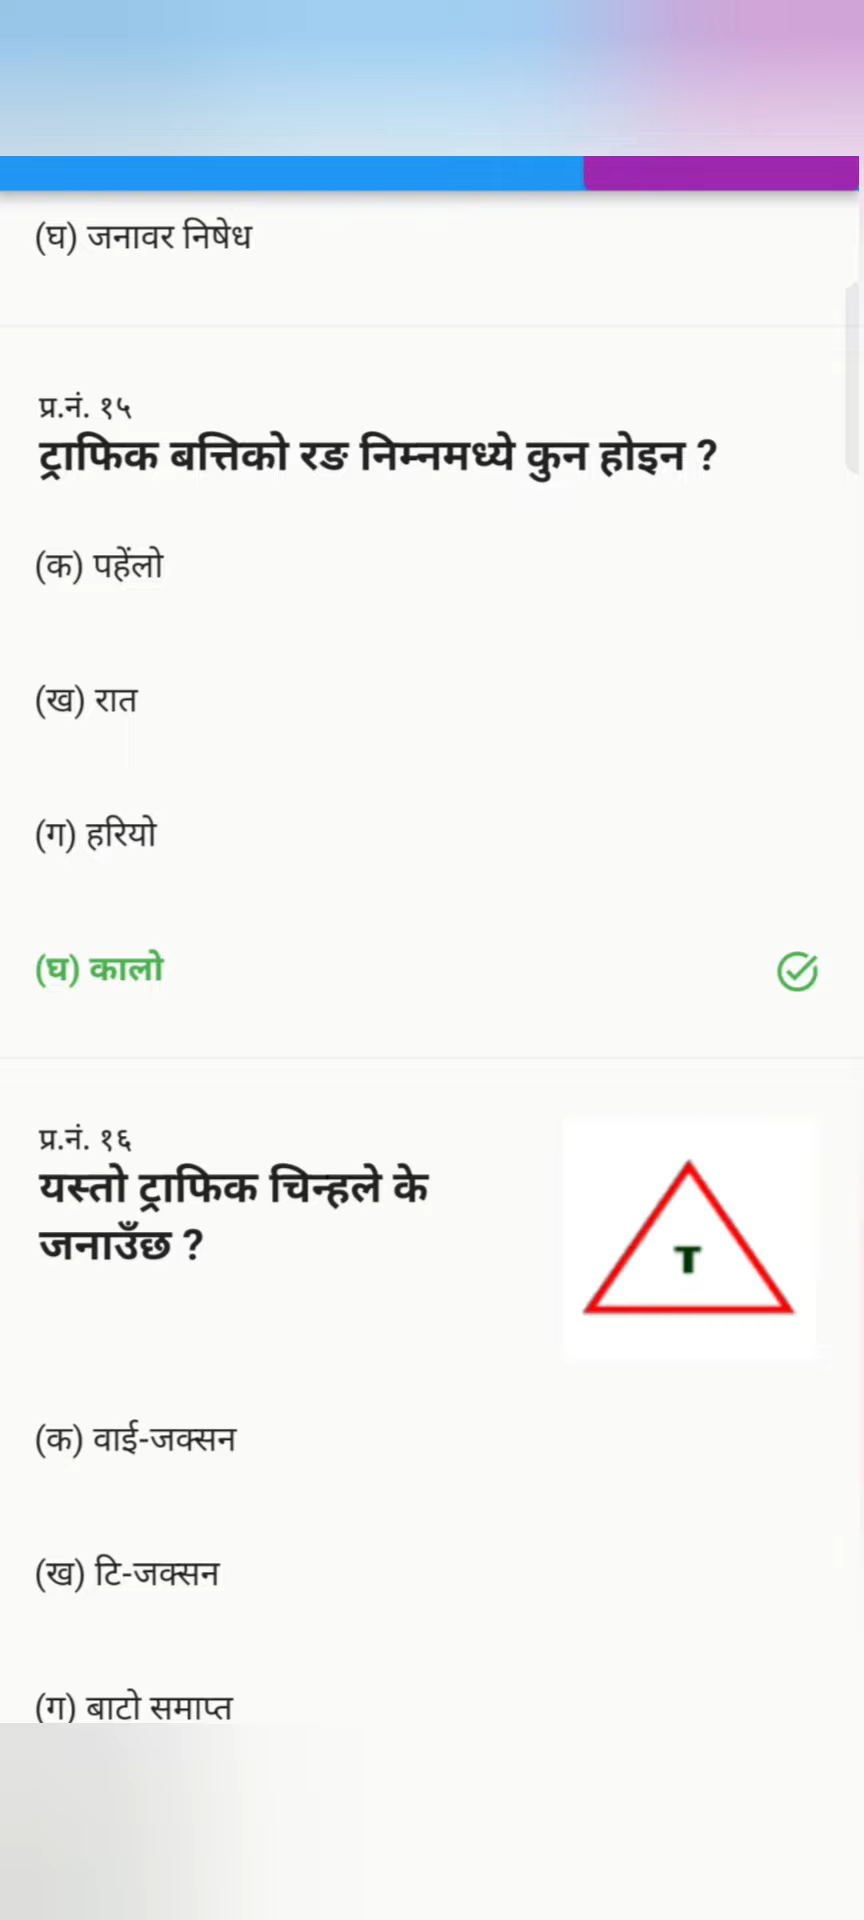 (घ) जनावर निषेध
प्र.नं. १५
ट्राफिक बत्तिको रङ निम्नमध्ये कुन होइन ?
(क) पहेंलो
(ख) रात
(ग) हरियो
(घ) कालो
प्र.नं. १६
यस्तो ट्राफिक चिन्हले के
जनाउँछ ?
T
(क) वाई-जक्सन
(ख) टि-जक्सन
(ग) बाटो समाप्त